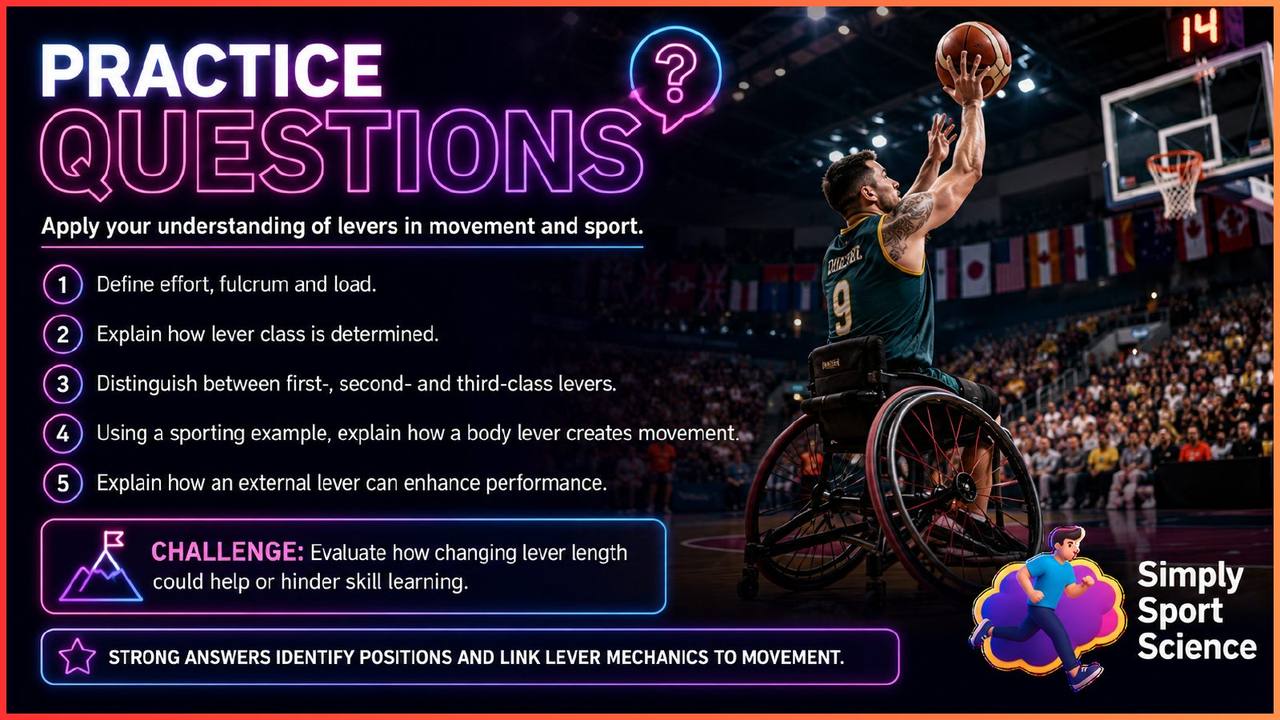 PRACTICE
QUESTIONS
?
Apply your understanding of levers in movement and sport.
1 Define effort, fulcrum and load.
2 Explain how lever class is determined.
3 Distinguish between first-, second- and third-class levers.
4 Using a sporting example, explain how a body lever creates movement.
5 Explain how an external lever can enhance performance.
CHALLENGE: Evaluate how changing lever length
could help or hinder skill learning.
STRONG ANSWERS IDENTIFY POSITIONS AND LINK LEVER MECHANICS TO MOVEMENT.
14
9
Simply
Sport
Science